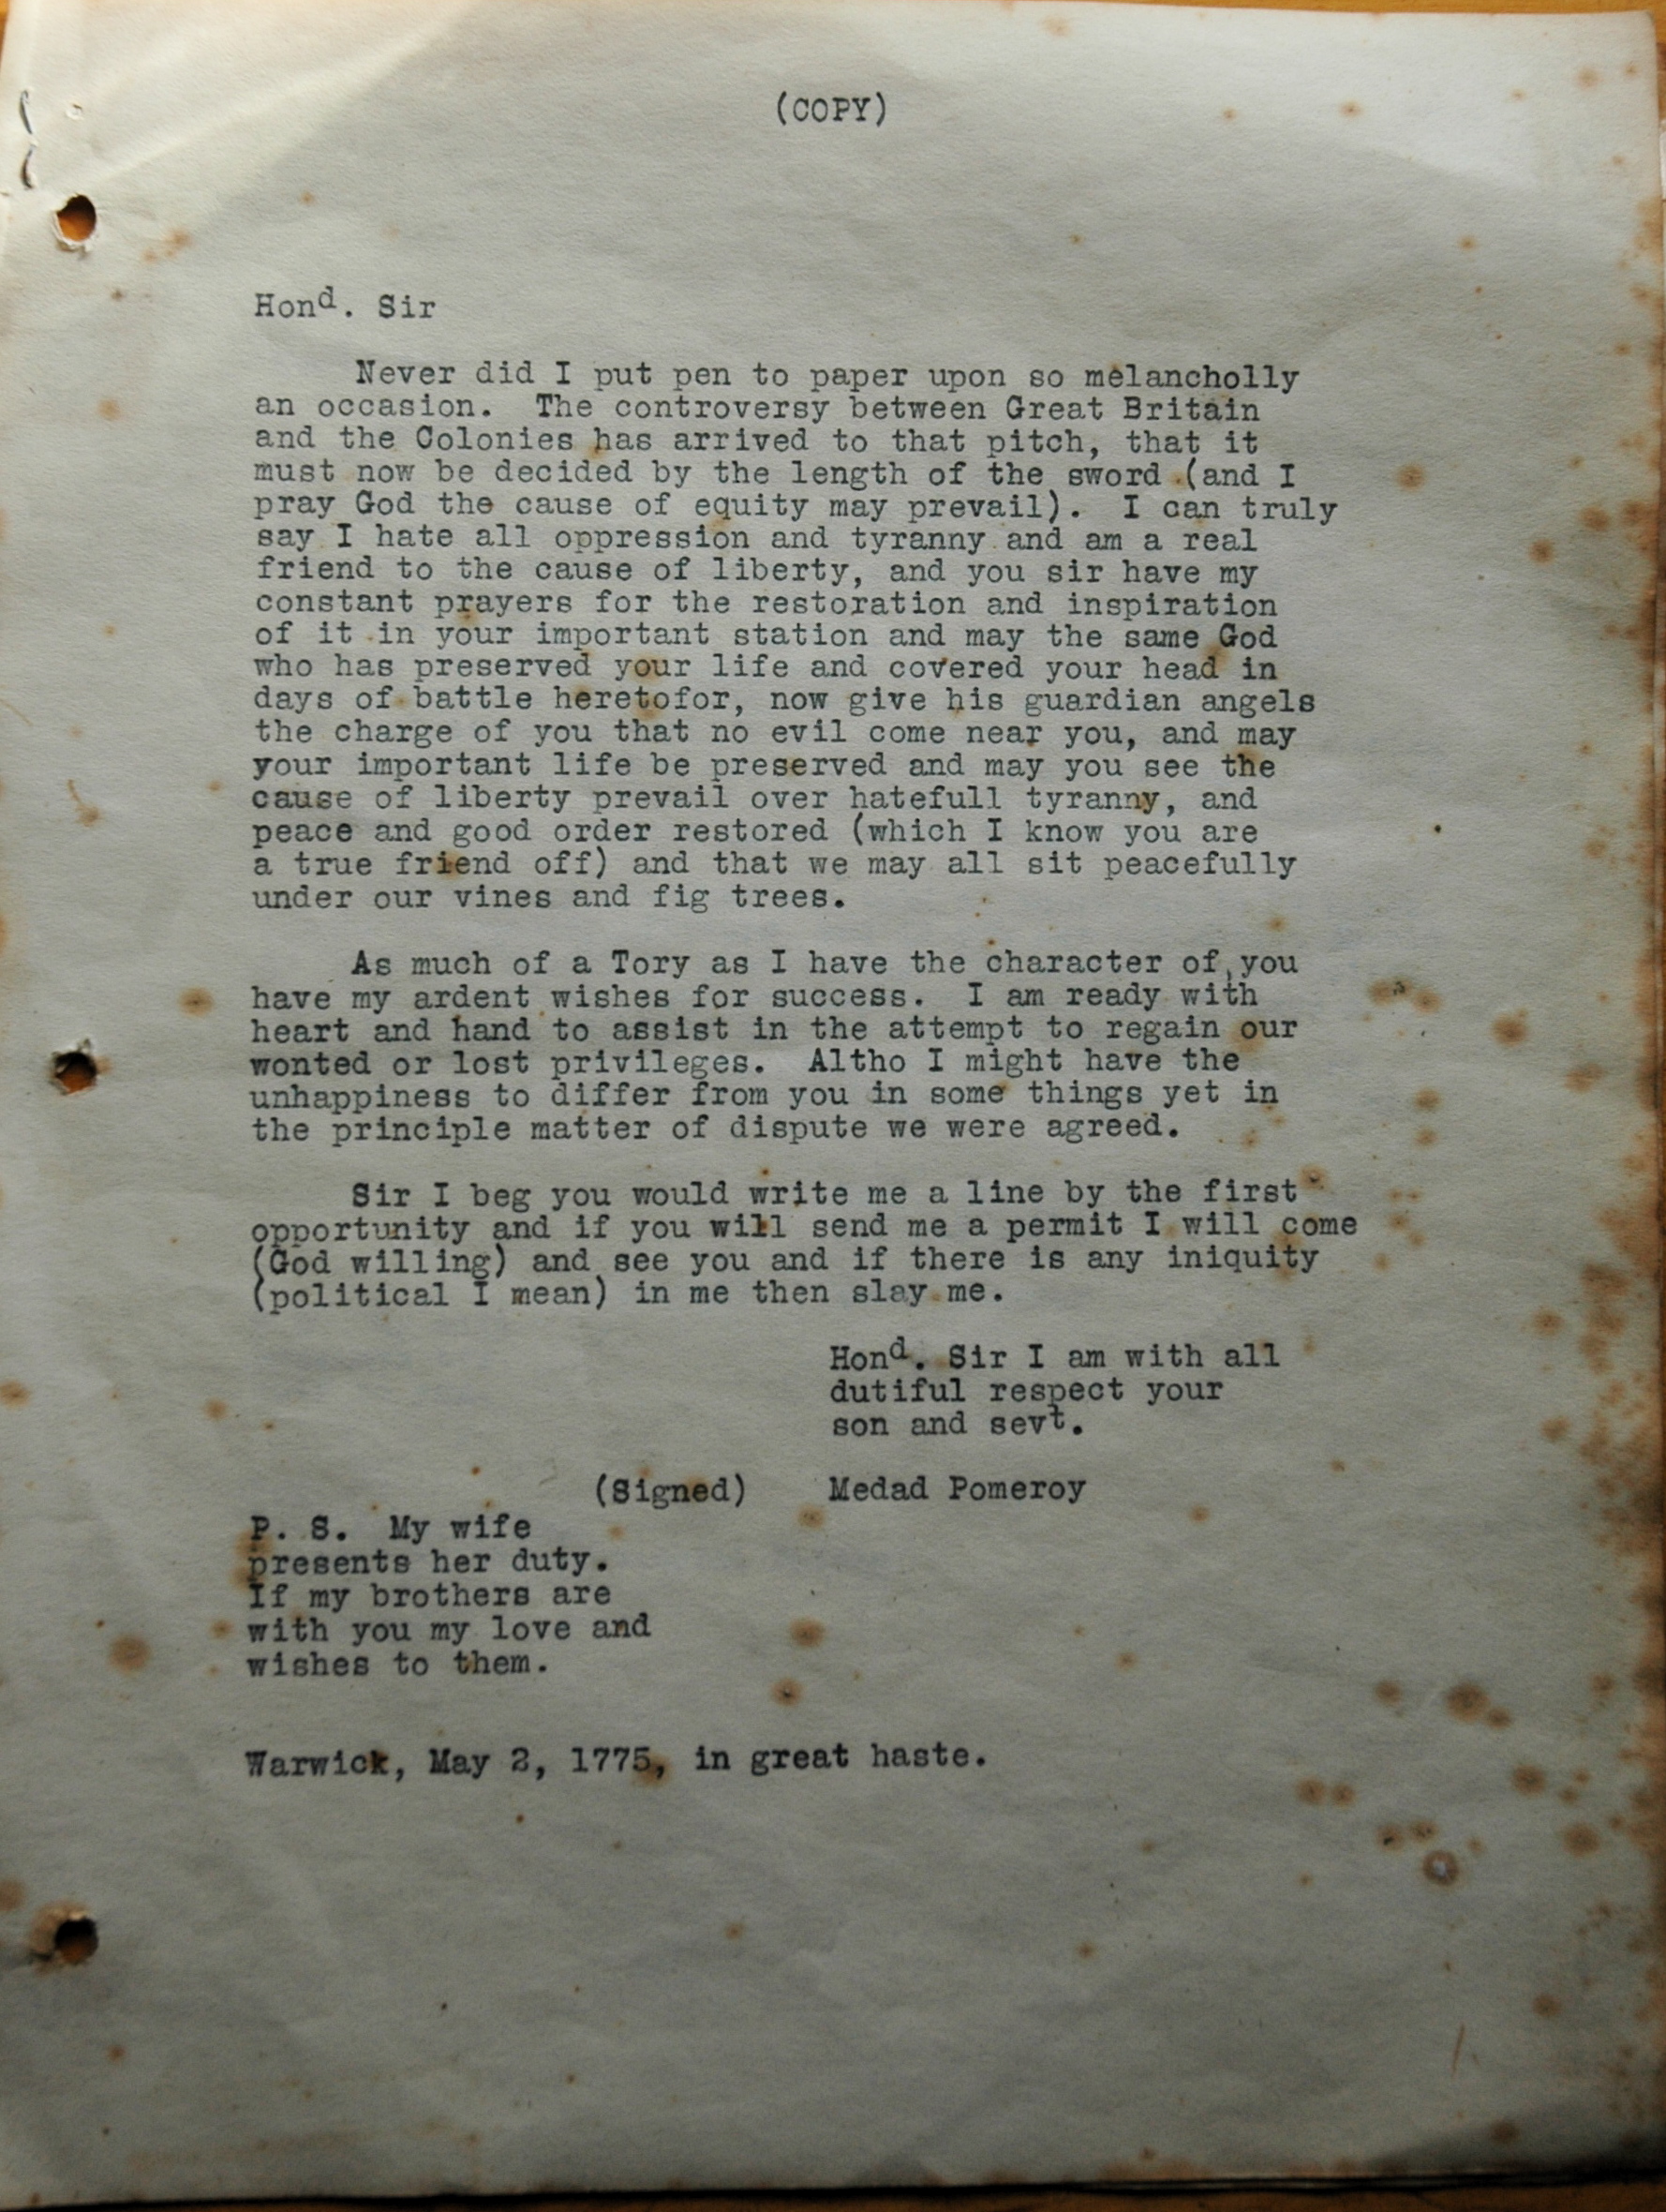 (COPY)
Hond. Sir
Never did I put pen to paper upon so melancholly
an occasion. The controversy between Great Britain
and the Colonies has arrived to that pitch, that it
must now be decided by the length of the sword (and I
pray God the cause of equity may prevail). I can truly
say I hate all oppression and tyranny and am a real
friend to the cause of liberty, and you sir have my
constant prayers for the restoration and inspiration
of it in your important station and may the same God
who has preserved your life and covered your head in
days of battle heretofor, now give his guardian angels
the charge of you that no evil come near you, and may
your important life be preserved and may you see the
cause of liberty prevail over hatefull tyranny, and
peace and good order restored (which I know you are
a true friend off) and that we may all sit peacefully
under our vines and fig trees.
As much of a Tory as I have the character of, you
have my ardent wishes for success. I am ready with
heart and hand to assist in the attempt to regain our
wonted or lost privileges. Altho I might have the
unhappiness to differ from you in some things yet in
the principle matter of dispute we were agreed.
Sir I beg you would write me a line by the first
opportunity and if you will send me a permit I will come
(God willing) and see you and if there is any iniquity
(political I mean) in me then slay me.
Hond. Sir I am with all
dutiful respect your
son and sevt.
(Signed) Medad Pomeroy
P. S. My wife
presents her duty.
If my brothers are
with you my love and
wishes to them.
Warwick, May 2, 1775, in great haste.